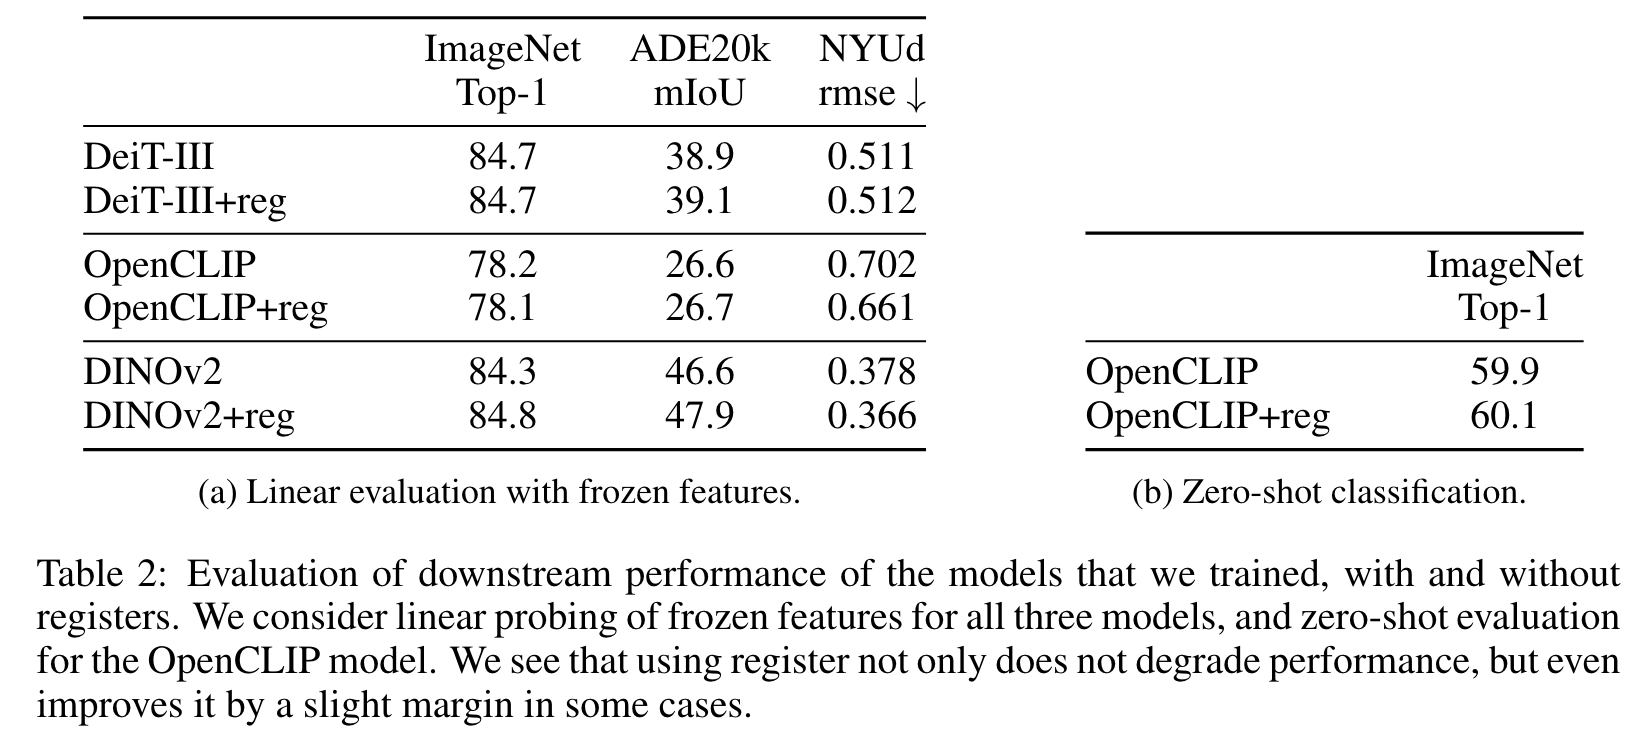 ImageNet ADE20k NYUd
Top-1 mIoU rmse ↓
DeiT-III 84.7 38.9 0.511
DeiT-III+reg 84.7 39.1 0.512
OpenCLIP 78.2 26.6 0.702
OpenCLIP+reg 78.1 26.7 0.661
DINOv2 84.3 46.6 0.378
DINOv2+reg 84.8 47.9 0.366
(a) Linear evaluation with frozen features.
ImageNet
Top-1
OpenCLIP 59.9
OpenCLIP+reg 60.1
(b) Zero-shot classification.
Table 2: Evaluation of downstream performance of the models that we trained, with and without
registers. We consider linear probing of frozen features for all three models, and zero-shot evaluation
for the OpenCLIP model. We see that using register not only does not degrade performance, but even
improves it by a slight margin in some cases.